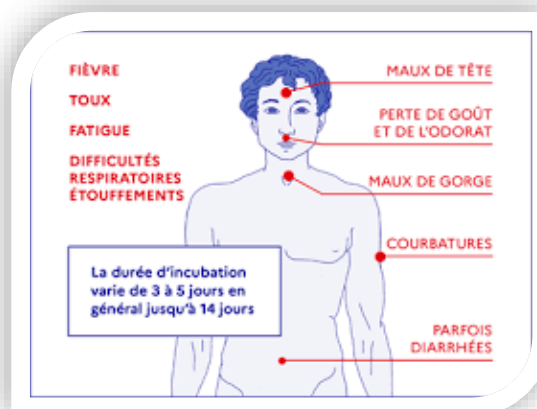 FIÈVRE
TOUX
FATIGUE
DIFFICULTÉS
RESPIRATOIRES
ÉTOUFFEMENTS
La durée d'incubation
varie de 3 à 5 jours en
général jusqu'à 14 jours
MAUX DE TÊTE
PERTE DE GOÛT
ET DE L'ODORAT
MAUX DE GORGE
COURBATURES
PARFOIS
DIARRHÉES